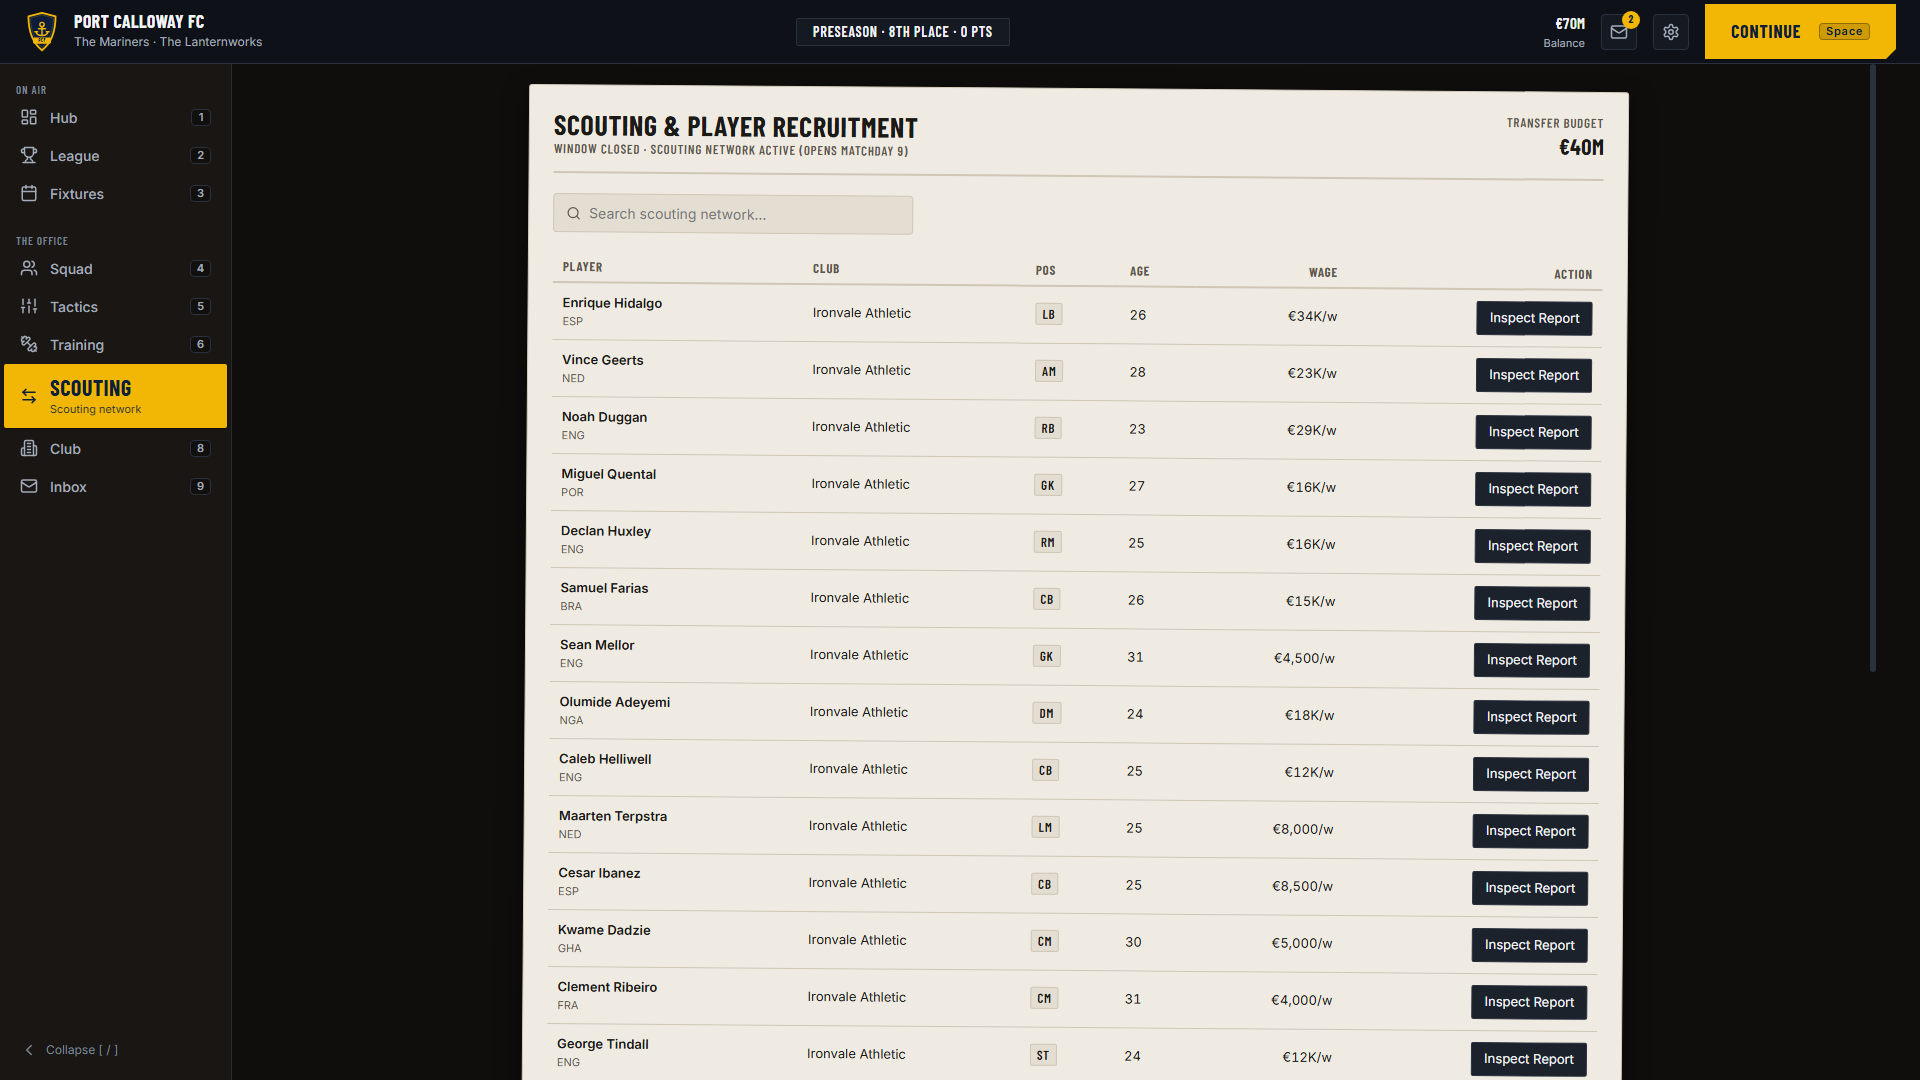 PORT CALLOWAY FC
The Mariners · The Lanternworks
PRESEASON · 8TH PLACE · 0 PTS
€70M
Balance
2
CONTINUE Space
ON AIR
Hub 1
League 2
Fixtures 3
THE OFFICE
Squad 4
Tactics 5
Training 6
SCOUTING
Scouting network
Club 8
Inbox 9
Collapse [ / ]
SCOUTING & PLAYER RECRUITMENT
WINDOW CLOSED · SCOUTING NETWORK ACTIVE (OPENS MATCHDAY 9)
TRANSFER BUDGET
€40M
Search scouting network...
PLAYER CLUB POS AGE WAGE ACTION
Enrique Hidalgo
ESP
Ironvale Athletic LB 26 €34K/w Inspect Report
Vince Geerts
NED
Ironvale Athletic AM 28 €23K/w Inspect Report
Noah Duggan
ENG
Ironvale Athletic RB 23 €29K/w Inspect Report
Miguel Quental
POR
Ironvale Athletic GK 27 €16K/w Inspect Report
Declan Huxley
ENG
Ironvale Athletic RM 25 €16K/w Inspect Report
Samuel Farias
BRA
Ironvale Athletic CB 26 €15K/w Inspect Report
Sean Mellor
ENG
Ironvale Athletic GK 31 €4,500/w Inspect Report
Olumide Adeyemi
NGA
Ironvale Athletic DM 24 €18K/w Inspect Report
Caleb Helliwell
ENG
Ironvale Athletic CB 25 €12K/w Inspect Report
Maarten Terpstra
NED
Ironvale Athletic LM 25 €8,000/w Inspect Report
Cesar Ibanez
ESP
Ironvale Athletic CB 25 €8,500/w Inspect Report
Kwame Dadzie
GHA
Ironvale Athletic CM 30 €5,000/w Inspect Report
Clement Ribeiro
FRA
Ironvale Athletic CM 31 €4,000/w Inspect Report
George Tindall
ENG
Ironvale Athletic ST 24 €12K/w Inspect Report